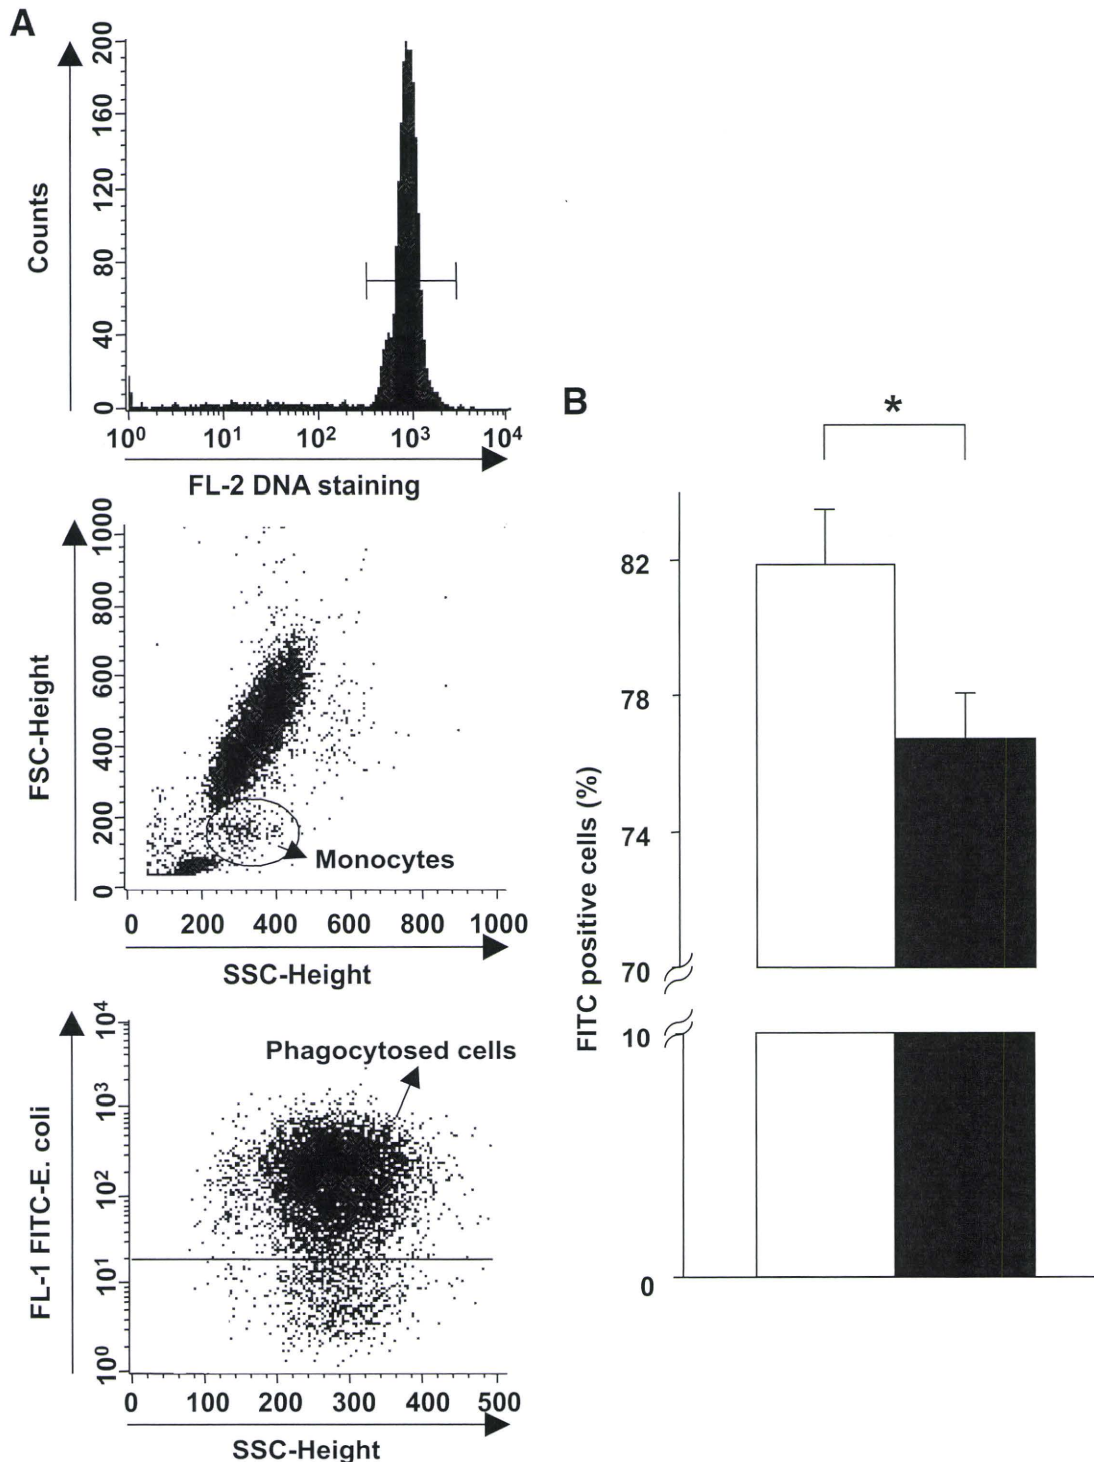 A
200
160
120
80
40
0
Counts
10⁰ 10¹ 10² 10³ 10⁴
FL-2 DNA staining
1000
800
600
400
200
0
FSC-Height
Monocytes
0 200 400 600 800 1000
SSC-Height
10⁴
10³
10²
10¹
10⁰
FL-1 FITC-E. coli
Phagocytosed cells
0 100 200 300 400 500
SSC-Height
B
*
82
78
74
70
10
0
FITC positive cells (%)